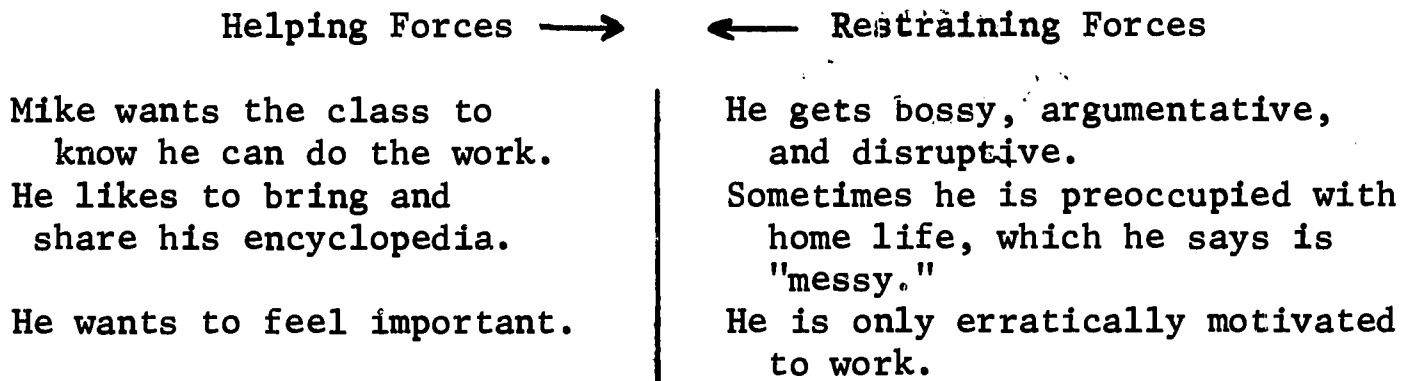 Helping Forces → ← Restraining Forces
Mike wants the class to
know he can do the work.
He likes to bring and
share his encyclopedia.
He wants to feel important.
He gets bossy, argumentative,
and disruptive.
Sometimes he is preoccupied with
home life, which he says is
"messy."
He is only erratically motivated
to work.